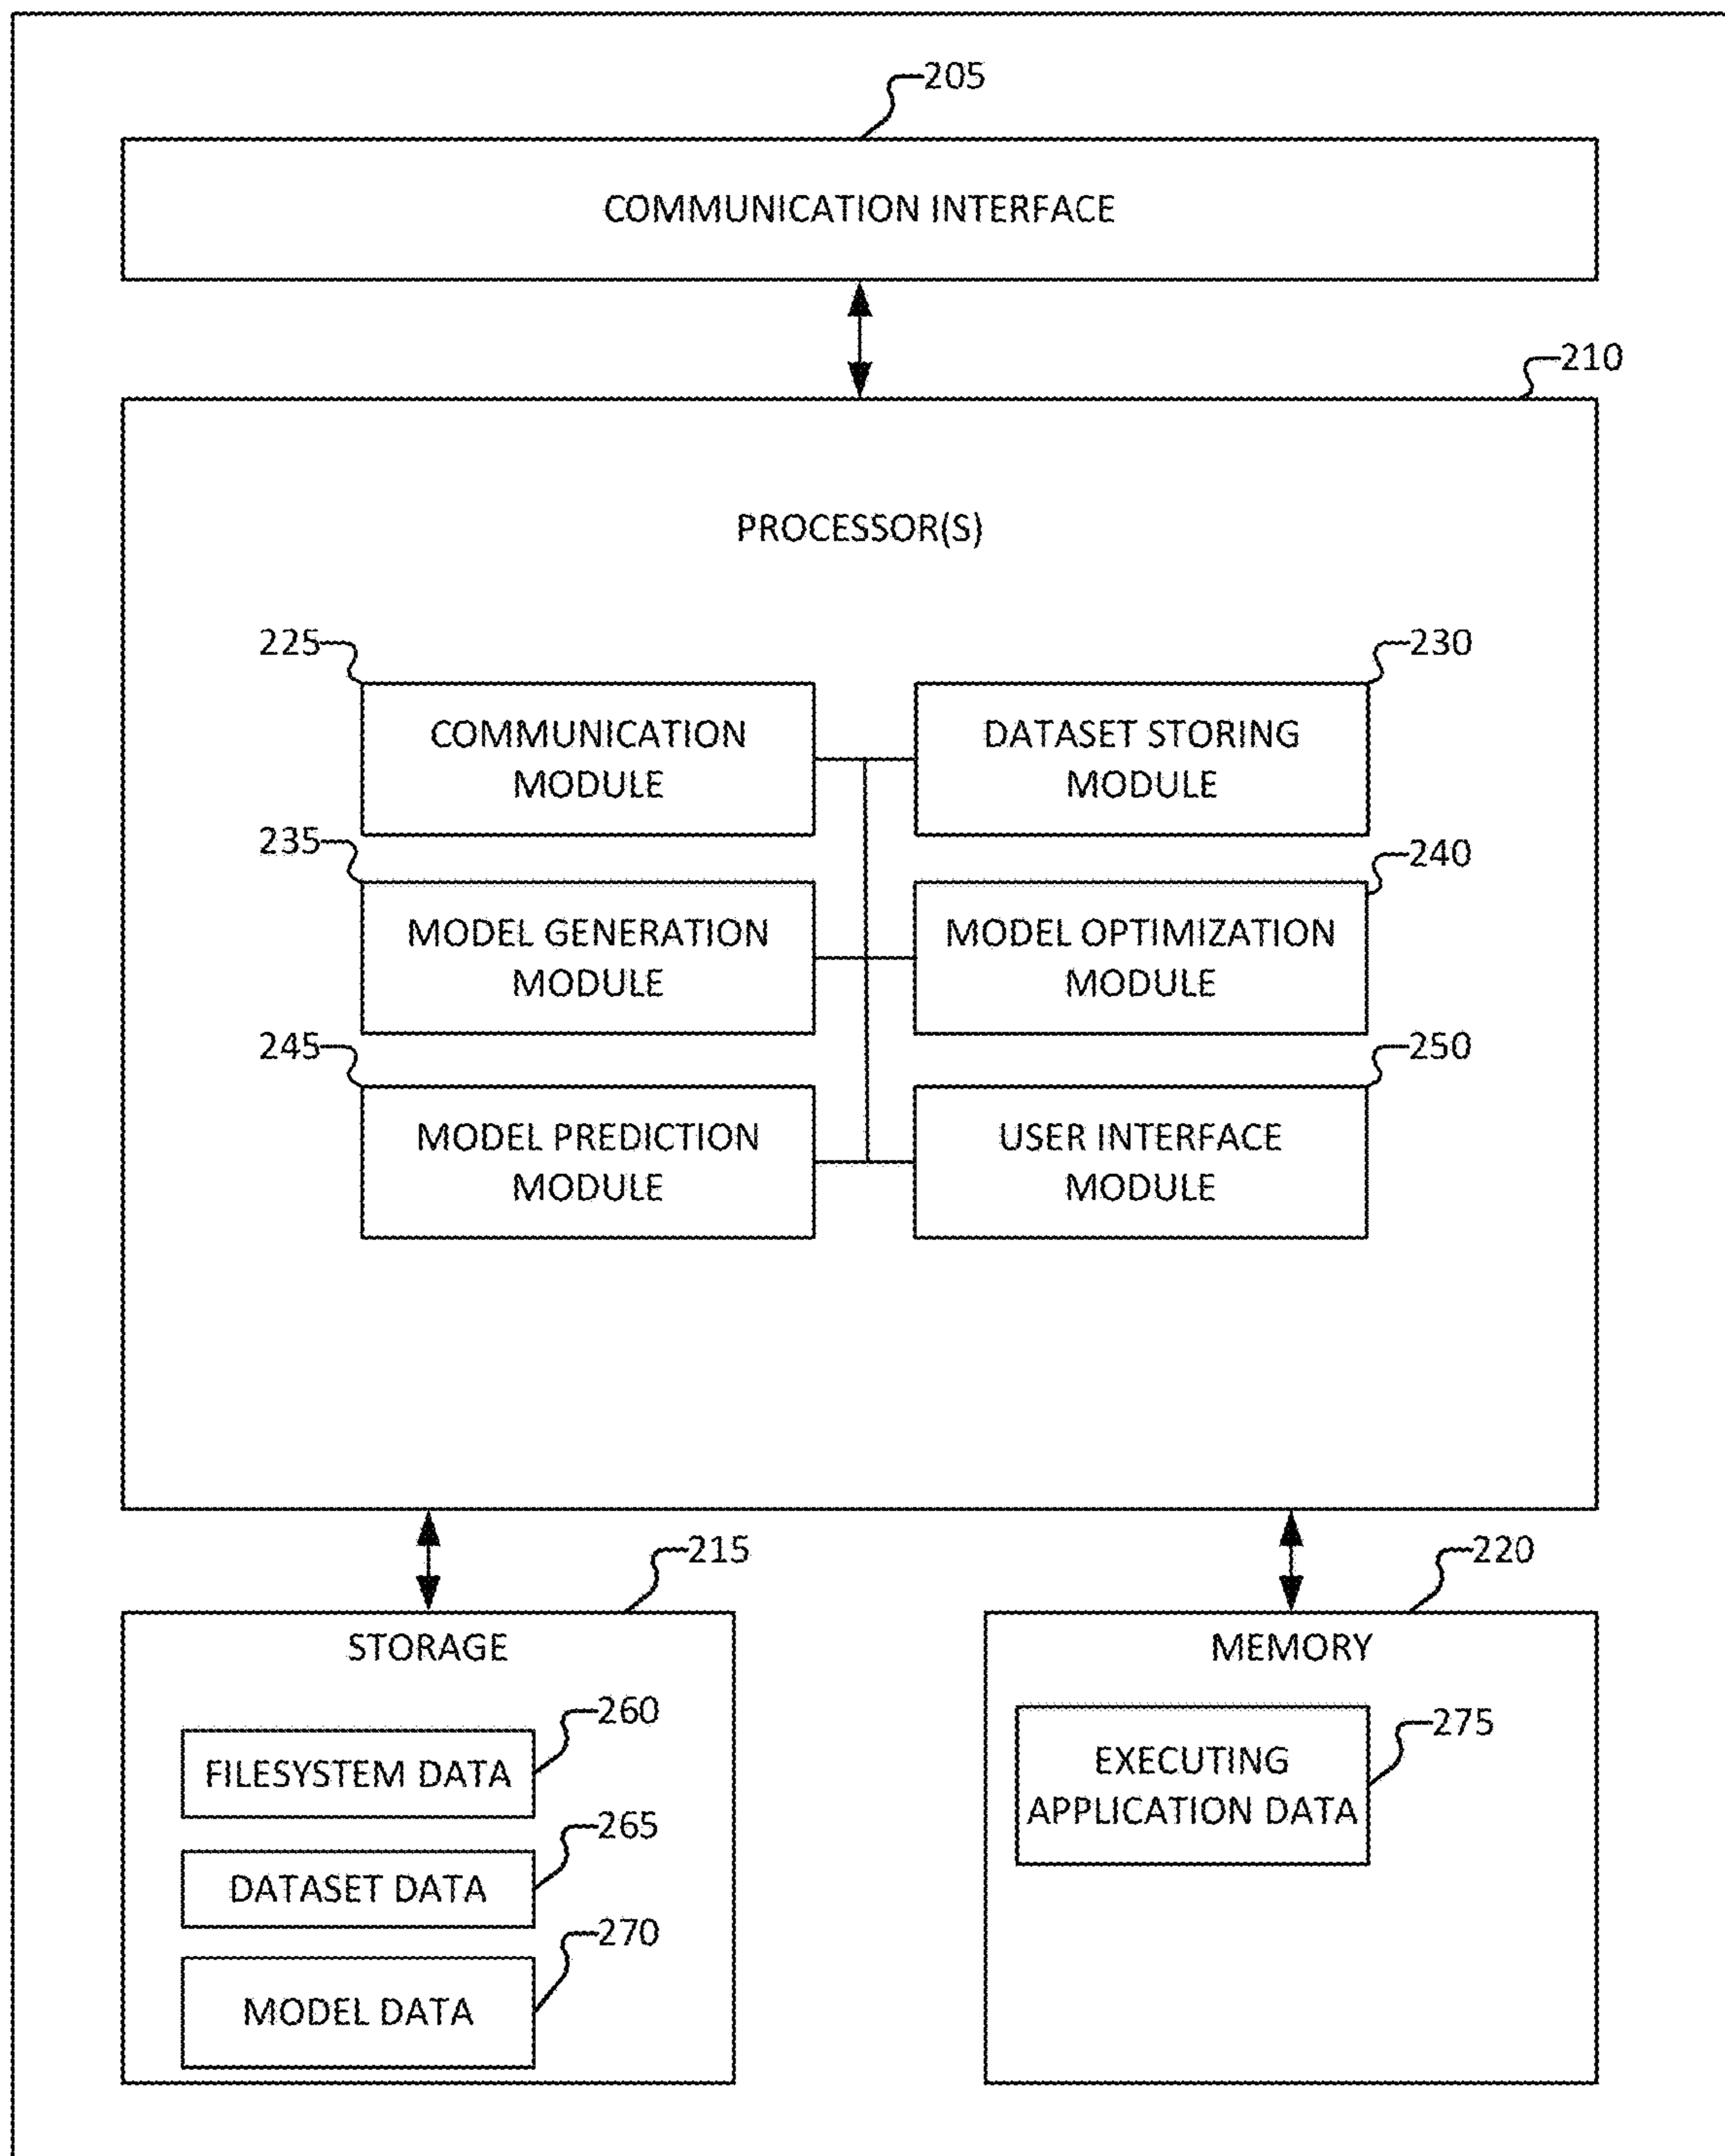 205
COMMUNICATION INTERFACE
210
PROCESSOR(S)
225
230
COMMUNICATION
MODULE
DATASET STORING
MODULE
235
240
MODEL GENERATION
MODULE
MODEL OPTIMIZATION
MODULE
245
250
MODEL PREDICTION
MODULE
USER INTERFACE
MODULE
215
220
STORAGE
260
FILESYSTEM DATA
265
DATASET DATA
270
MODEL DATA
MEMORY
275
EXECUTING
APPLICATION DATA